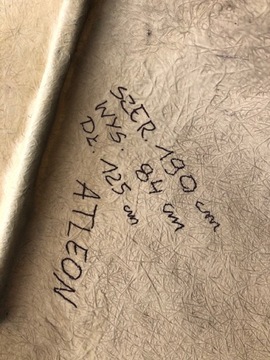 SZER. 190 cm
WYS. 84 cm
DŁ. 125 cm
ATLEON